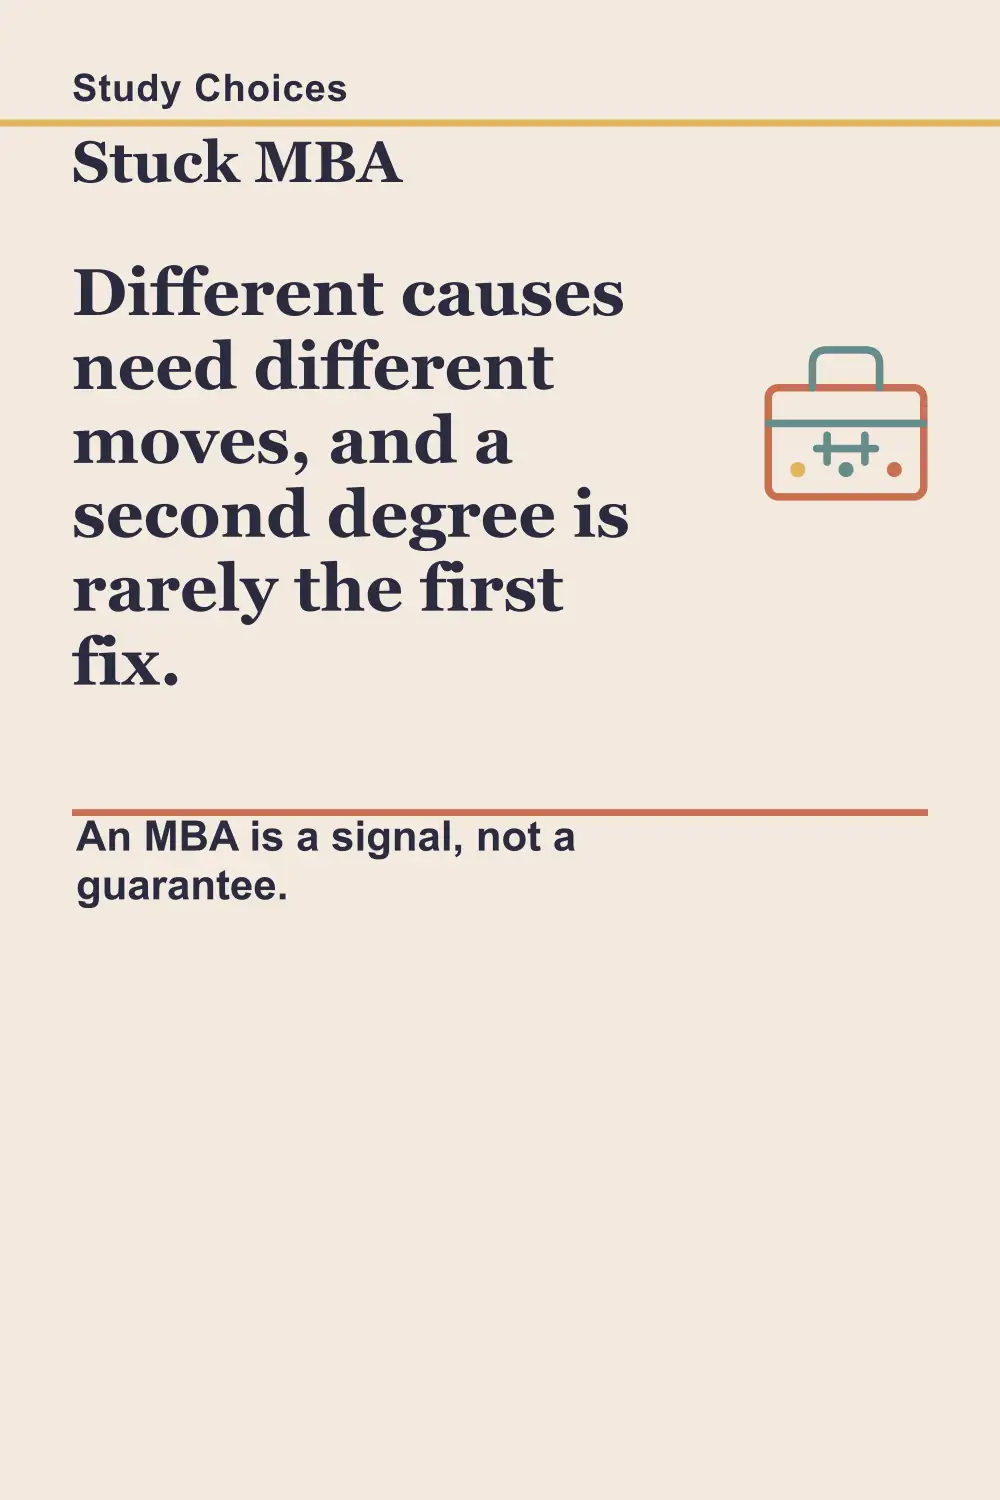 Study Choices
Stuck MBA
Different causes
need different
moves, and a
second degree is
rarely the first
fix.
An MBA is a signal, not a
guarantee.